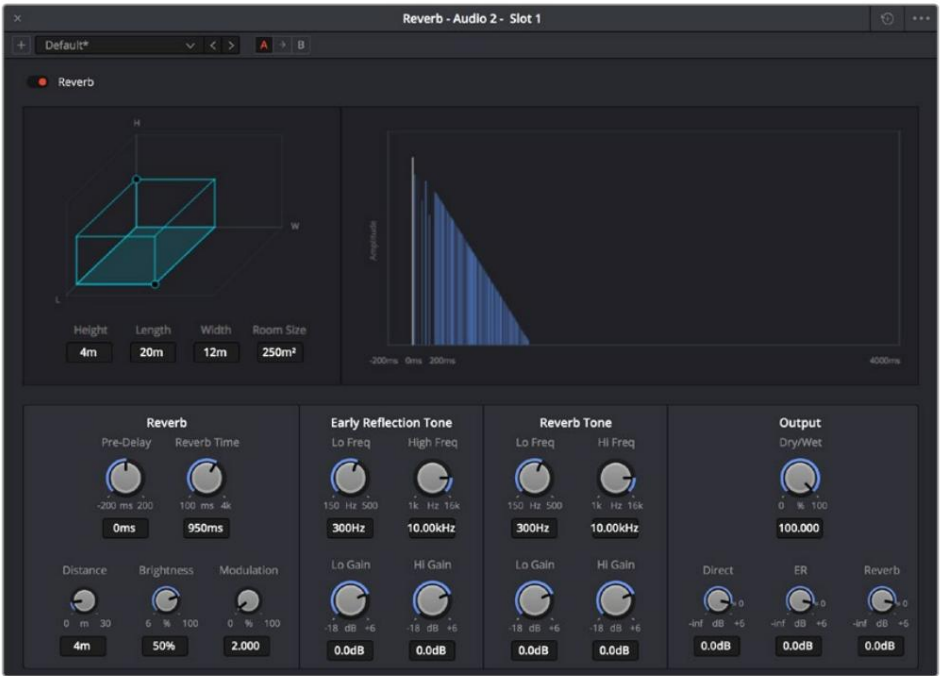 Reverb - Audio 2 - Slot 1
Default*
A B
Reverb
H
W
L
Height Length Width Room Size
4m 20m 12m 250m²
Amplitude
-200ms 0ms 200ms 4000ms
Reverb
Pre-Delay Reverb Time
-200 ms 200 100 ms 4k
0ms 950ms
Distance Brightness Modulation
0 m 30 6 % 100 0 % 100
4m 50% 2.000
Early Reflection Tone
Lo Freq High Freq
150 Hz 500 1k Hz 16k
300Hz 10.00kHz
Lo Gain Hi Gain
-18 dB +6 -18 dB +6
0.0dB 0.0dB
Reverb Tone
Lo Freq Hi Freq
150 Hz 500 1k Hz 16k
300Hz 10.00kHz
Lo Gain Hi Gain
-18 dB +6 -18 dB +6
0.0dB 0.0dB
Output
Dry/Wet
0 % 100
100.000
Direct ER Reverb
0 0 0
-inf dB +6 -inf dB +6 -inf dB +6
0.0dB 0.0dB 0.0dB